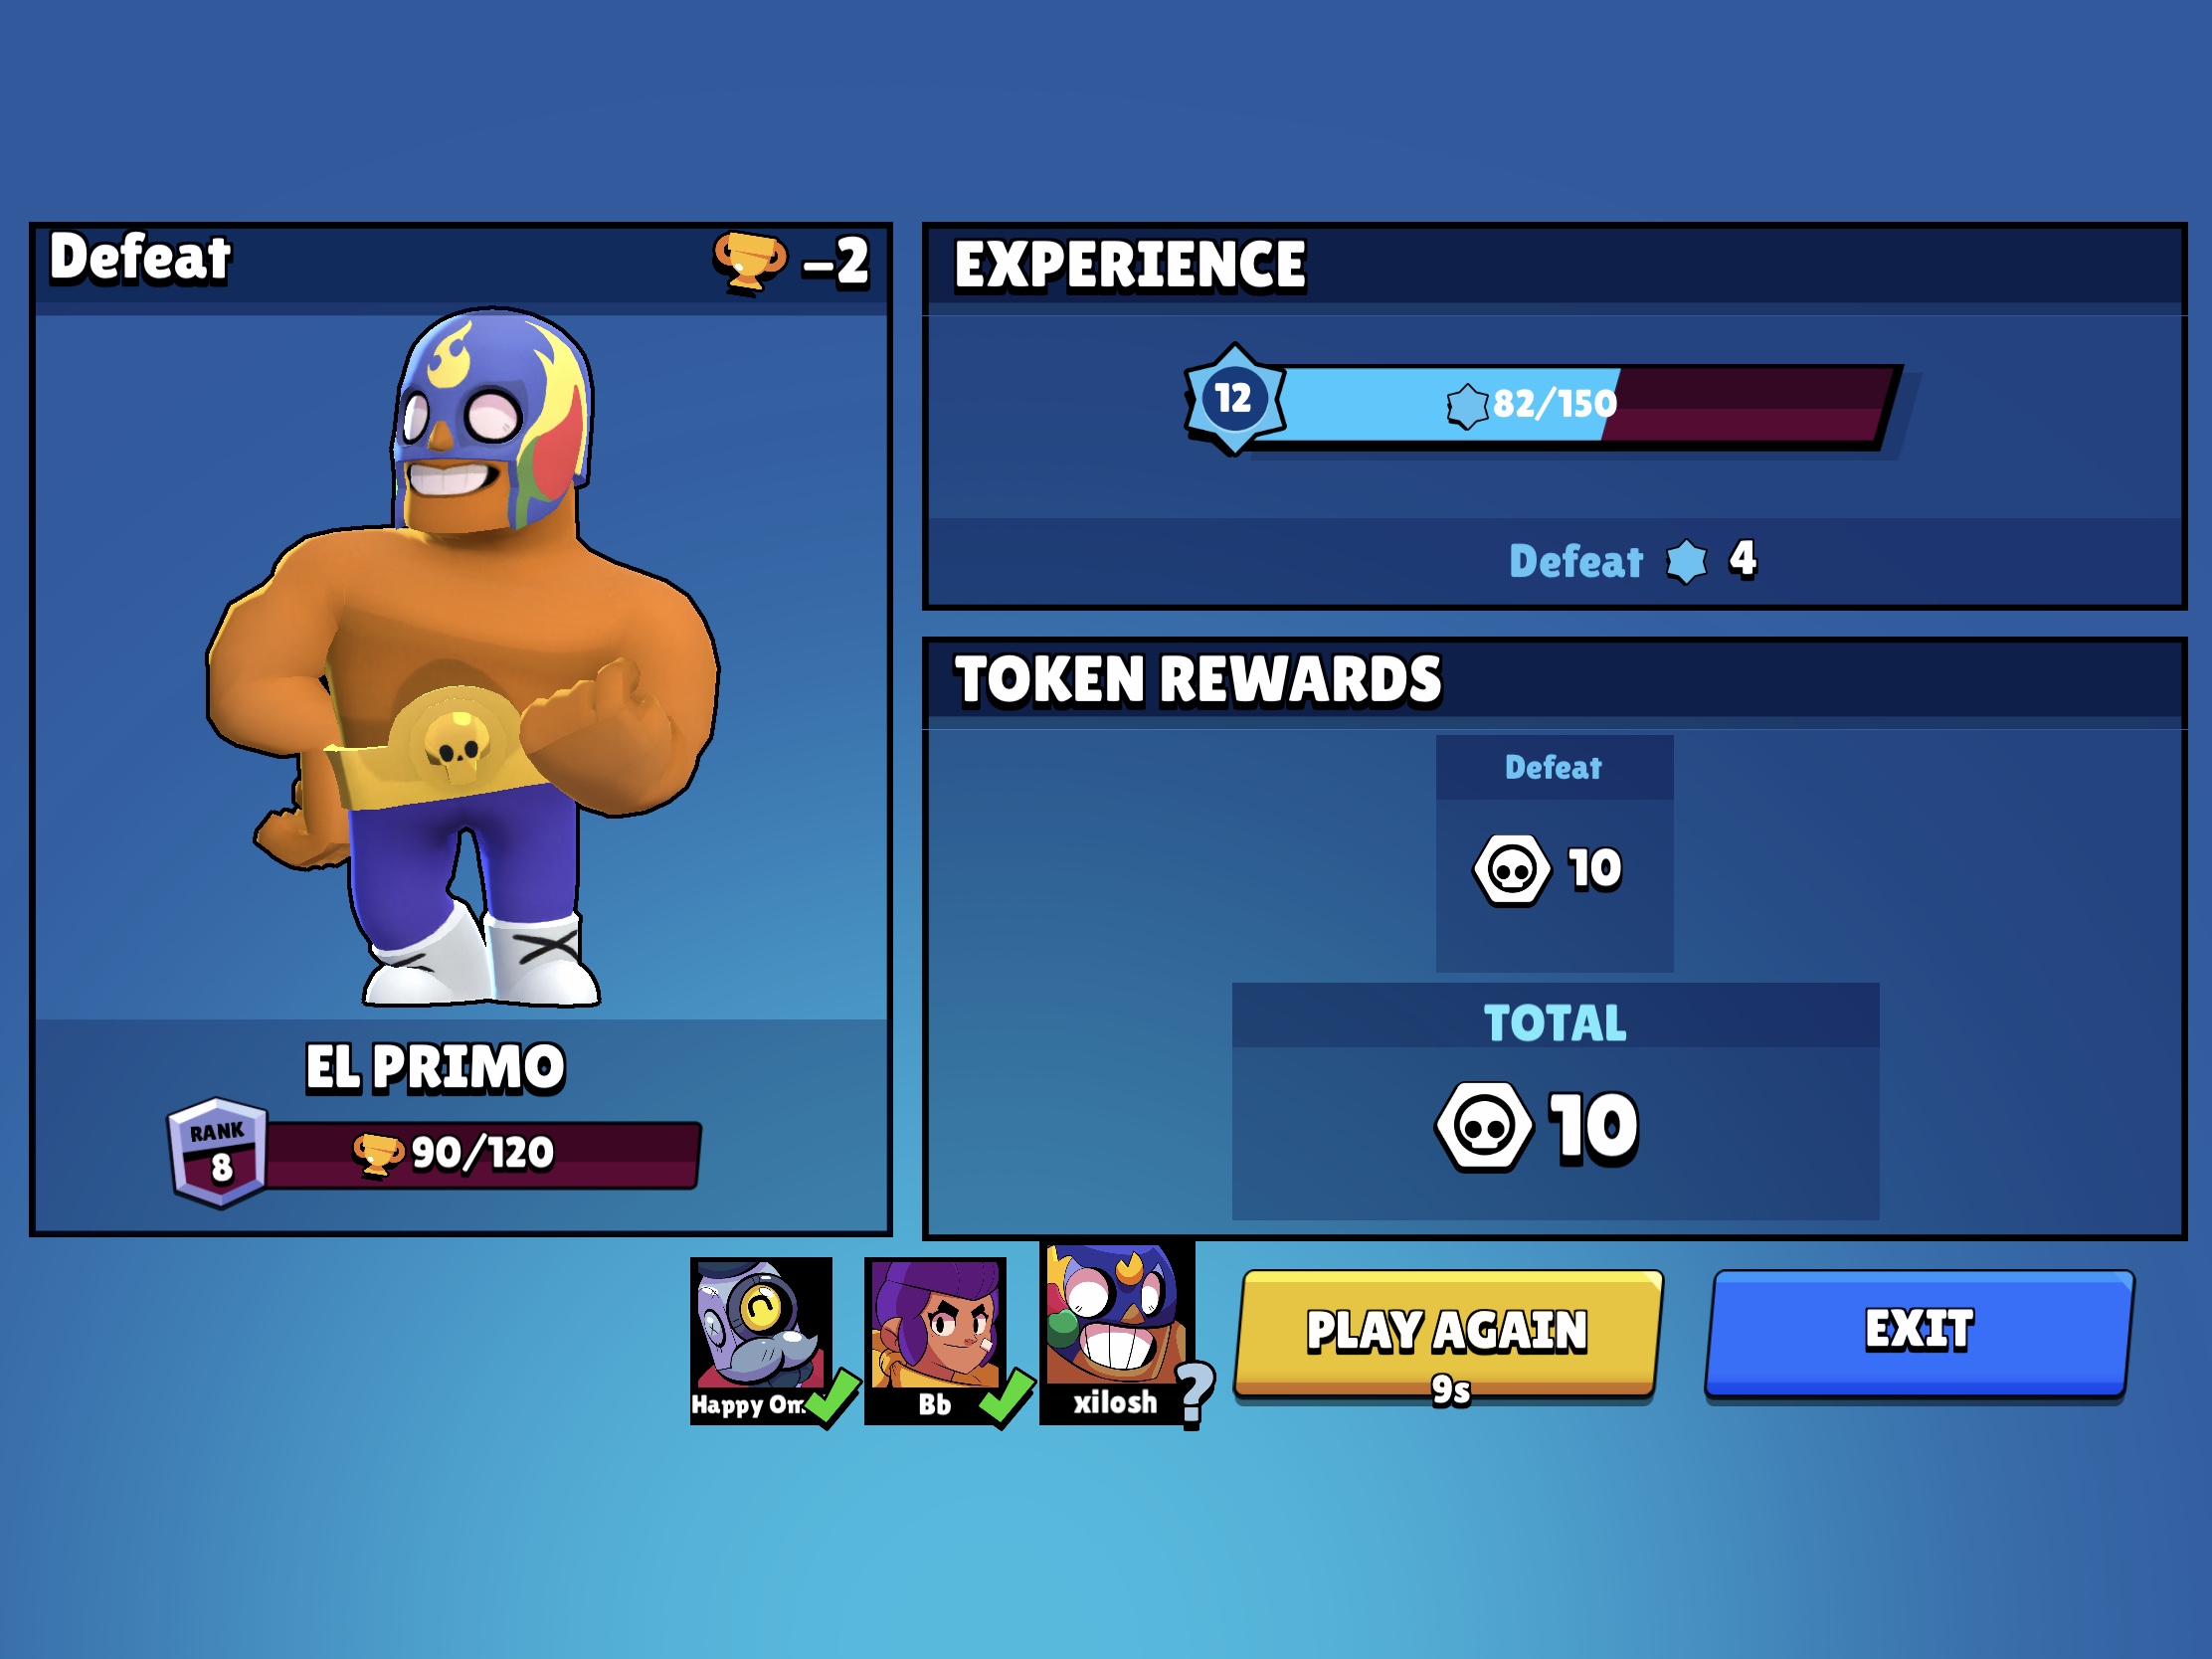 Defeat
-2
EL PRIMO
RANK
8
90/120
EXPERIENCE
12
82/150
Defeat 4
TOKEN REWARDS
Defeat
10
TOTAL
10
Happy Om
Bb
xilosh
?
PLAY AGAIN
9s
EXIT